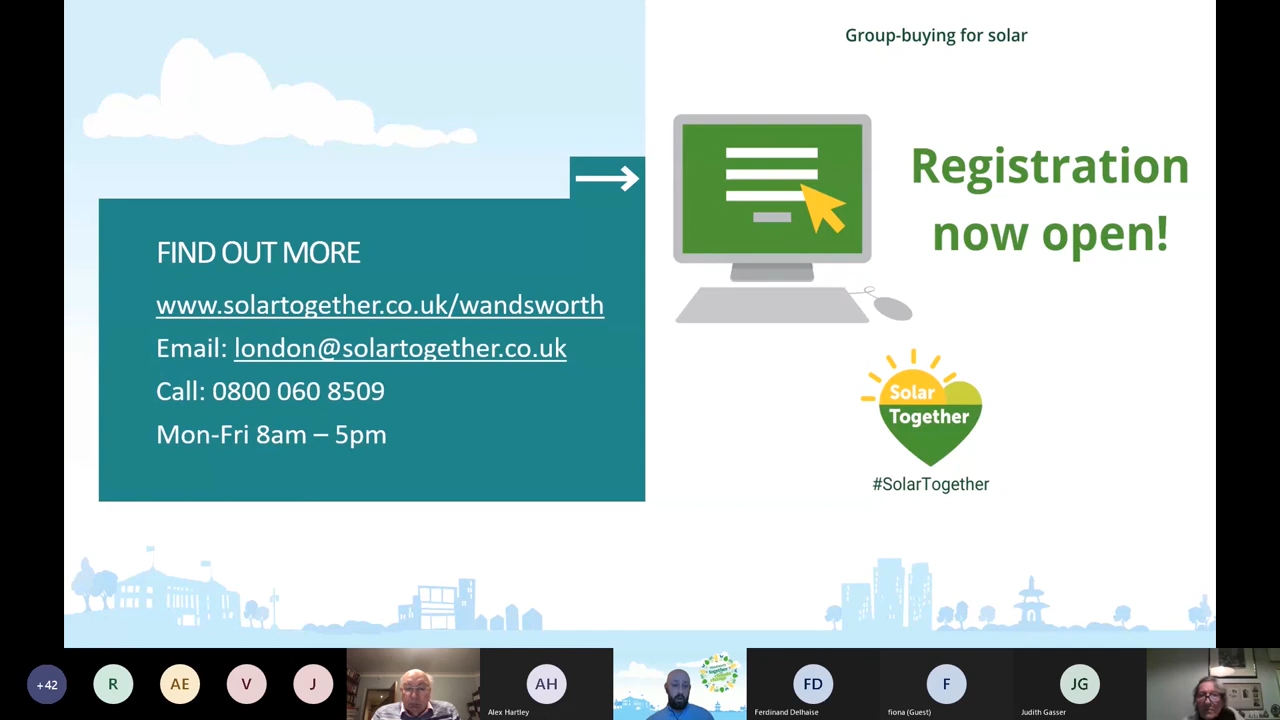 Group-buying for solar
FIND OUT MORE
www.solartogether.co.uk/wandsworth
Email: london@solartogether.co.uk
Call: 0800 060 8509
Mon-Fri 8am – 5pm
Registration
now open!
Solar
Together
#SolarTogether
+42
R
AE
V
J
AH
Alex Hartley
FD
Ferdinand Delhaise
F
fiona (Guest)
JG
Judith Gasser